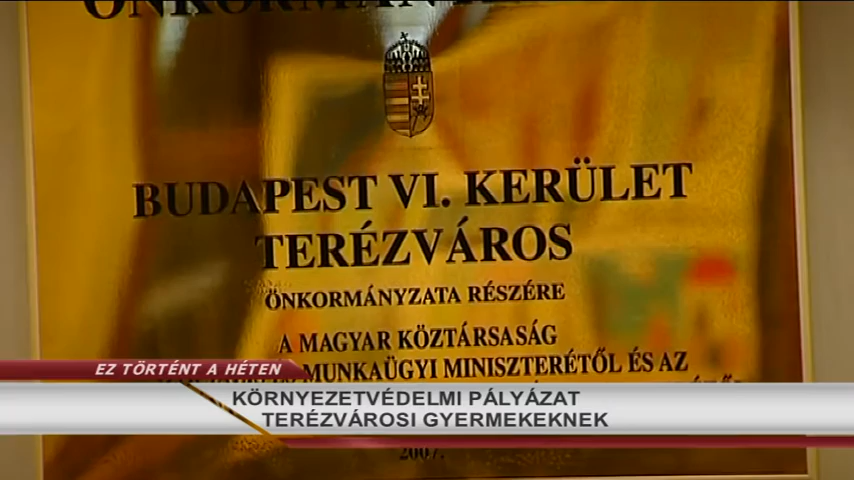 BUDAPEST VI. KERÜLET
TERÉZVÁROS
ÖNKORMÁNYZATA RÉSZÉRE
A MAGYAR KÖZTÁRSASÁG
MUNKAÜGYI MINISZTERÉTŐL ÉS AZ
EZ TÖRTÉNT A HÉTEN
KÖRNYEZETVÉDELMI PÁLYÁZAT
TERÉZVÁROSI GYERMEKEKNEK
2007.